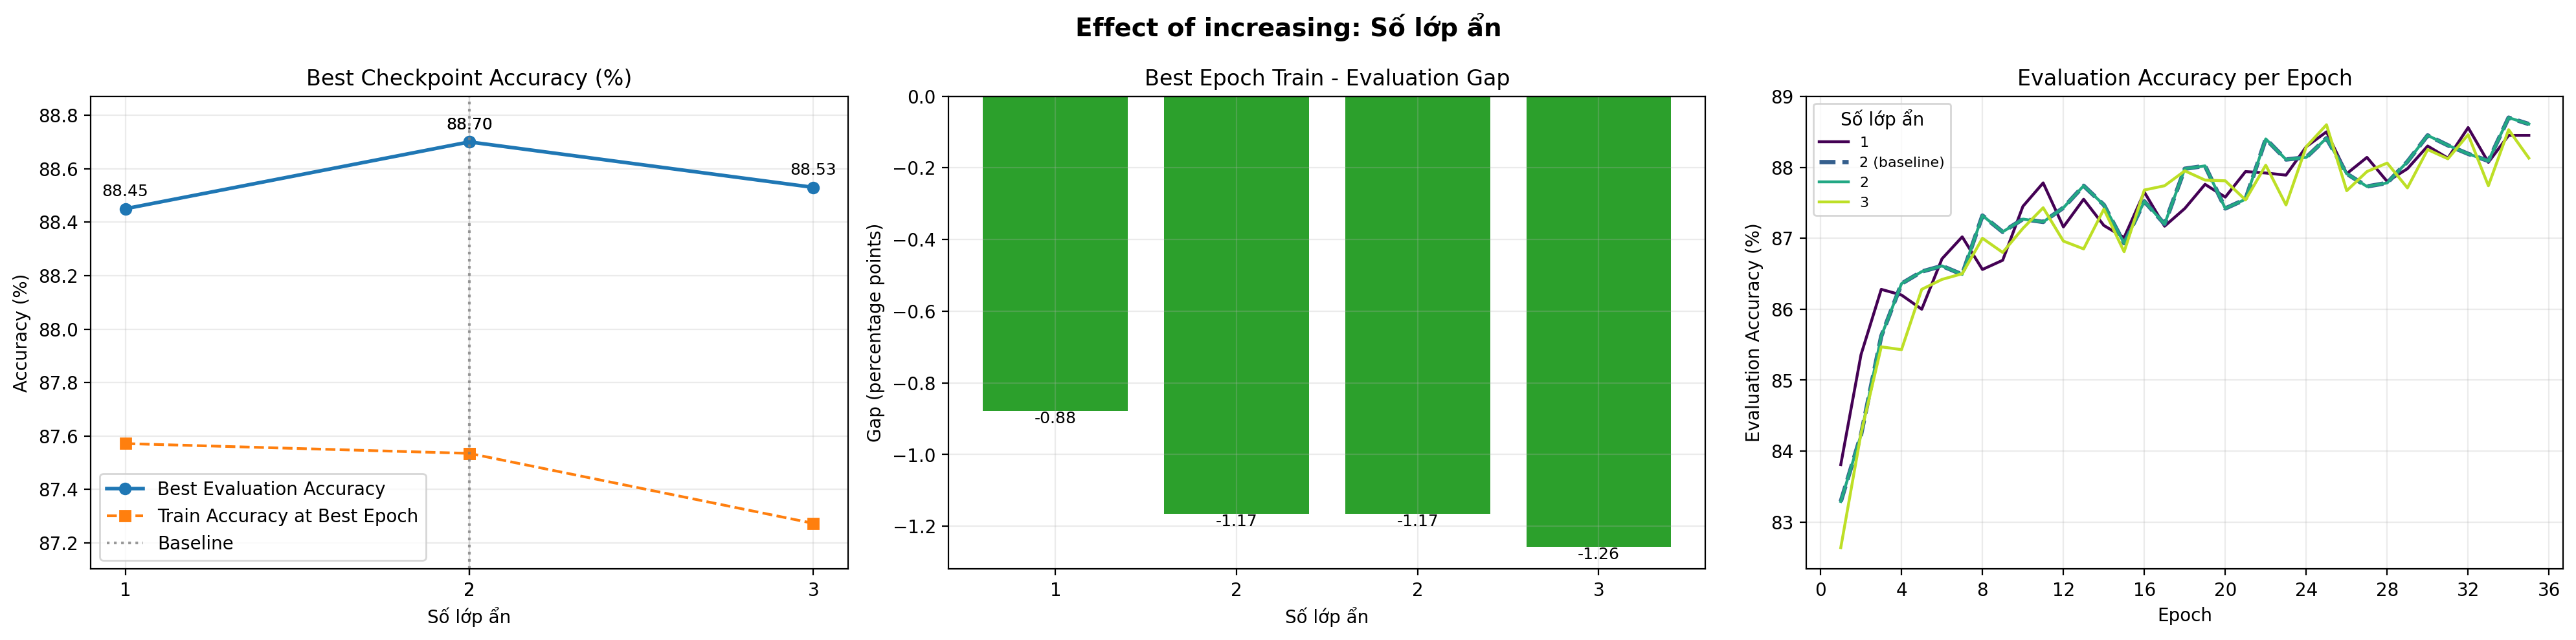 Effect of increasing: Số lớp ẩn
Best Checkpoint Accuracy (%)
Accuracy (%)
88.8
88.6
88.4
88.2
88.0
87.8
87.6
87.4
87.2
88.45
88.70
88.53
Best Evaluation Accuracy
Train Accuracy at Best Epoch
Baseline
1 2 3
Số lớp ẩn
Best Epoch Train - Evaluation Gap
Gap (percentage points)
0.0
−0.2
−0.4
−0.6
−0.8
−1.0
−1.2
-0.88
-1.17
-1.17
-1.26
1 2 2 3
Số lớp ẩn
Evaluation Accuracy per Epoch
Evaluation Accuracy (%)
89
88
87
86
85
84
83
Số lớp ẩn
1
2 (baseline)
2
3
0 4 8 12 16 20 24 28 32 36
Epoch